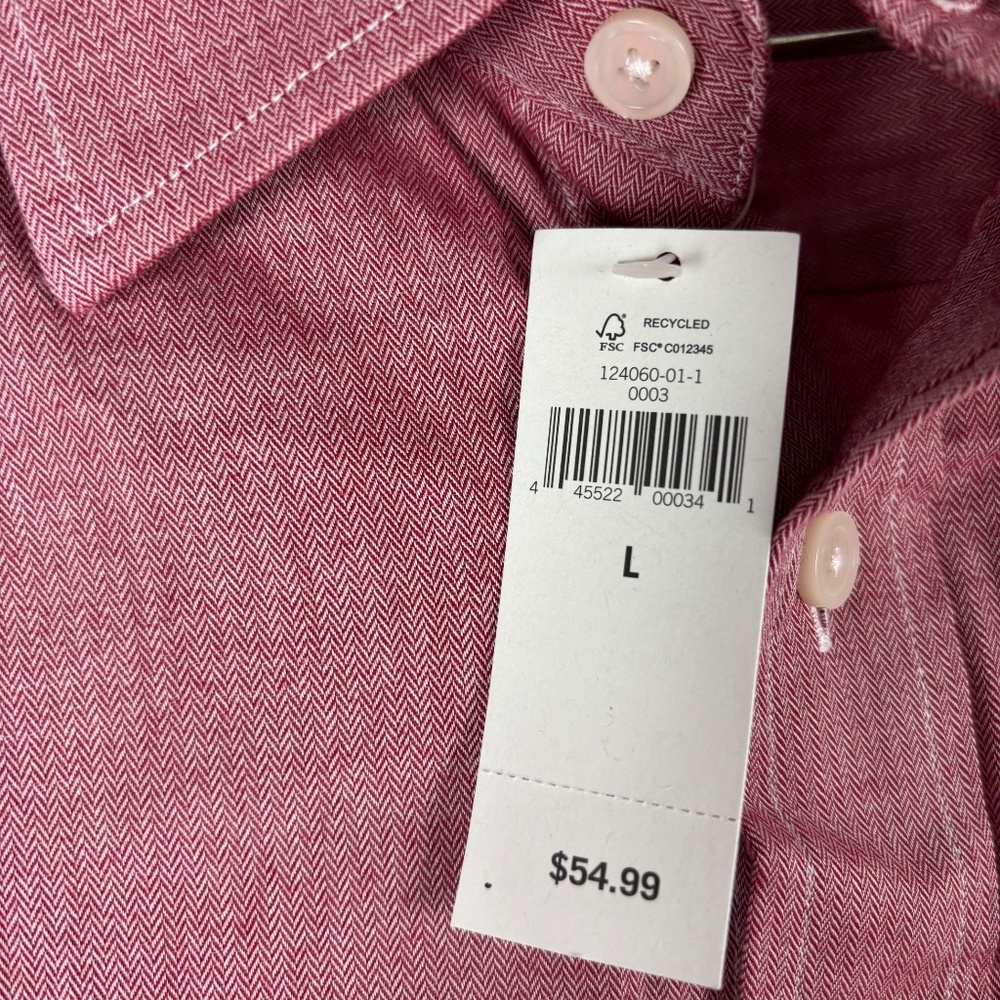 RECYCLED
FSC FSC® C012345
124060-01-1
0003
4 45522 00034 1
L
$54.99